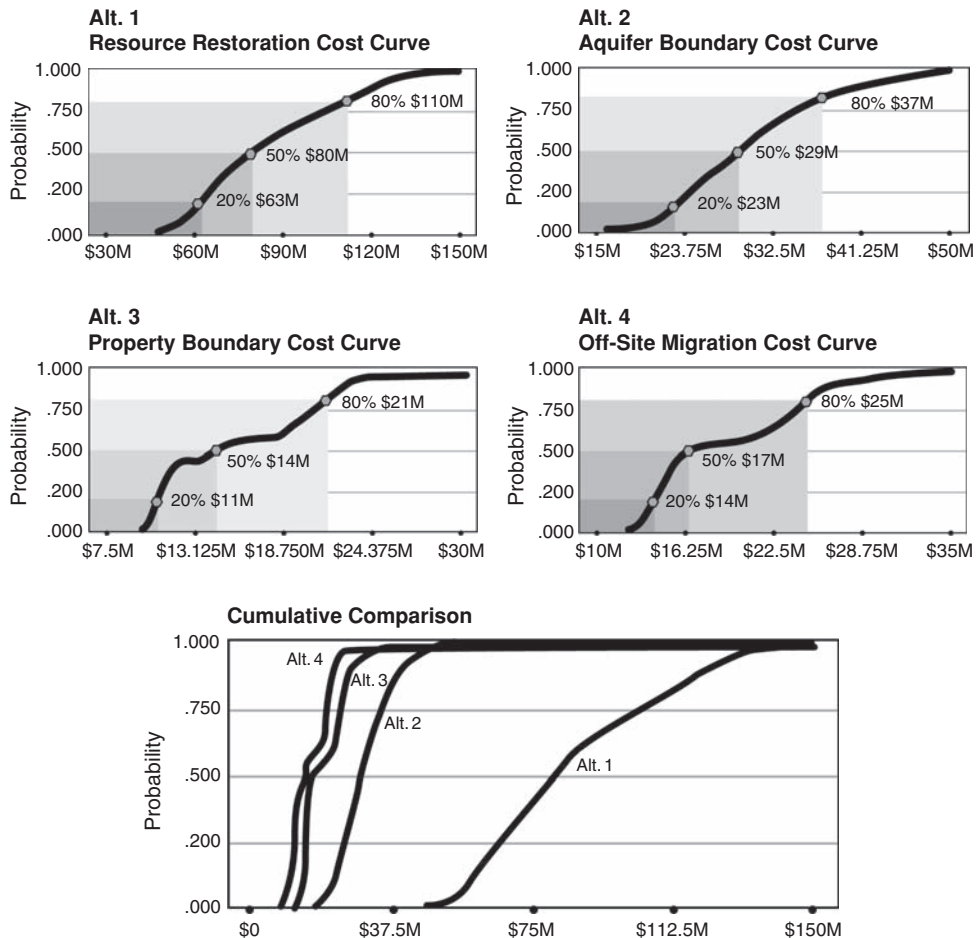 Alt. 1
Resource Restoration Cost Curve
Probability
1.000
.750
.500
.200
.000
80% $110M
50% $80M
20% $63M
$30M $60M $90M $120M $150M
Alt. 2
Aquifer Boundary Cost Curve
Probability
1.000
.750
.500
.200
.000
80% $37M
50% $29M
20% $23M
$15M $23.75M $32.5M $41.25M $50M
Alt. 3
Property Boundary Cost Curve
Probability
1.000
.750
.500
.200
.000
80% $21M
50% $14M
20% $11M
$7.5M $13.125M $18.750M $24.375M $30M
Alt. 4
Off-Site Migration Cost Curve
Probability
1.000
.750
.500
.200
.000
80% $25M
50% $17M
20% $14M
$10M $16.25M $22.5M $28.75M $35M
Cumulative Comparison
Probability
1.000
.750
.500
.200
.000
Alt. 4
Alt. 3
Alt. 2
Alt. 1
$0 $37.5M $75M $112.5M $150M